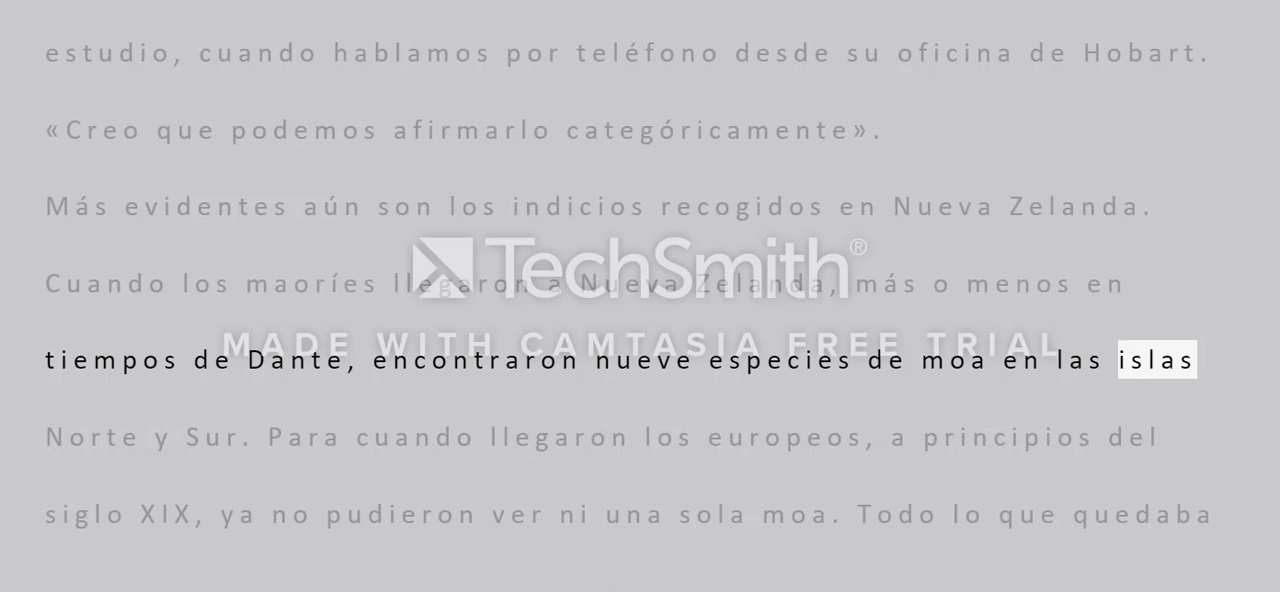 estudio, cuando hablamos por teléfono desde su oficina de Hobart.
«Creo que podemos afirmarlo categóricamente».
Más evidentes aún son los indicios recogidos en Nueva Zelanda.
TechSmith®
Cuando los maoríes llegaron a Nueva Zelanda, más o menos en
MADE WITH CAMTASIA FREE TRIAL
tiempos de Dante, encontraron nueve especies de moa en las islas
Norte y Sur. Para cuando llegaron los europeos, a principios del
siglo XIX, ya no pudieron ver ni una sola moa. Todo lo que quedaba